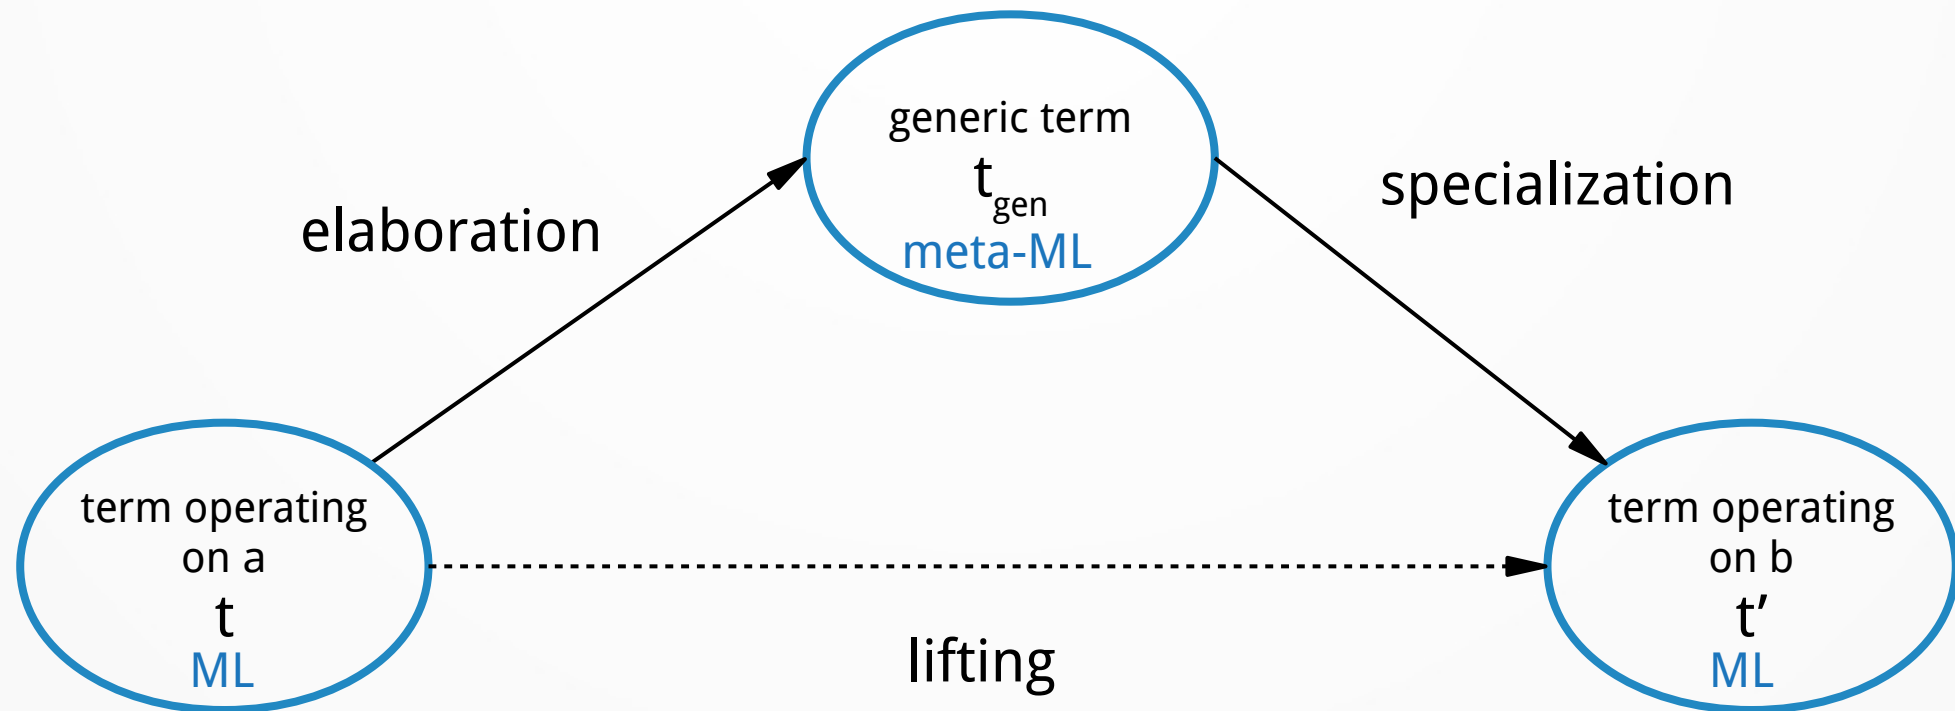 generic term
t_gen
meta-ML
elaboration
specialization
term operating
on a
t
ML
lifting
term operating
on b
t’
ML